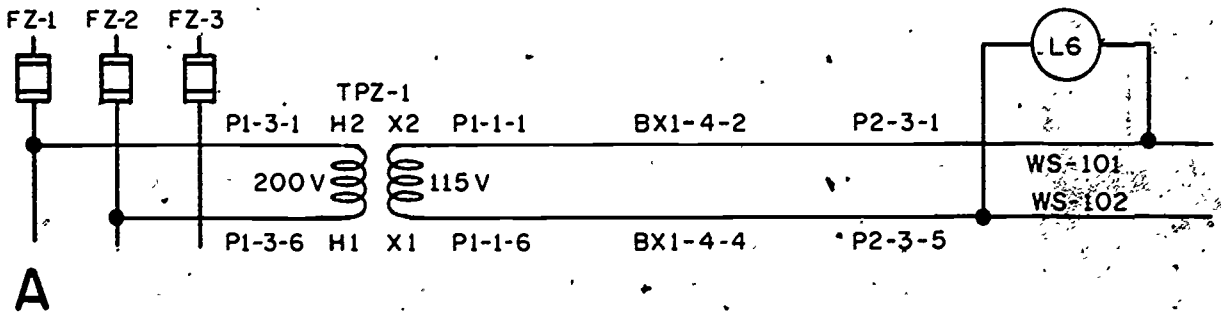 FZ-1 FZ-2 FZ-3
L6
TPZ-1
P1-3-1 H2 X2 P1-1-1 BX1-4-2 P2-3-1
200V 115V
WS-101
WS-102
P1-3-6 H1 X1 P1-1-6 BX1-4-4 P2-3-5
A